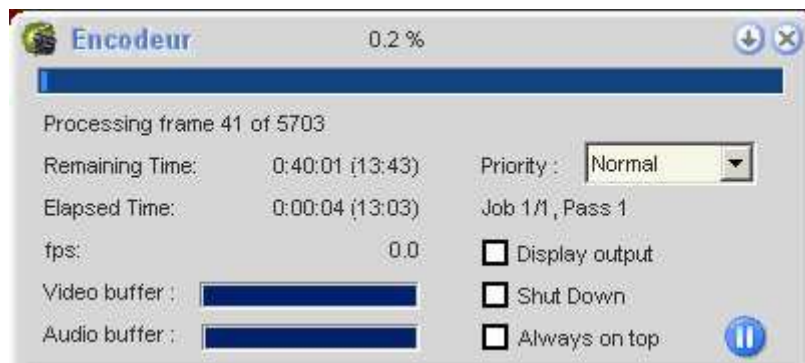 Encodeur 0.2 %
Processing frame 41 of 5703
Remaining Time: 0:40:01 (13:43) Priority : Normal
Elapsed Time: 0:00:04 (13:03) Job 1/1, Pass 1
fps: 0.0 Display output
Video buffer : Shut Down
Audio buffer : Always on top